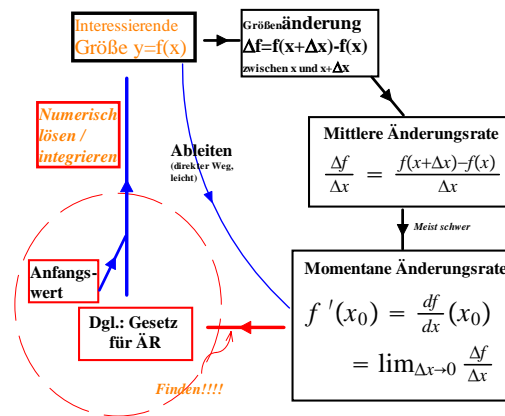 Interessierende
Größe y=f(x)
Größenänderung
Δf=f(x+Δx)-f(x)
zwischen x und x+Δx
Numerisch
lösen /
integrieren
Ableiten
(direkter Weg,
leicht)
Mittlere Änderungsrate
Δf/Δx = f(x+Δx)−f(x)/Δx
Meist schwer
Momentane Änderungsrate
f '(x₀) = df/dx (x₀)
= lim Δx→0 Δf/Δx
Anfangs-
wert
Dgl.: Gesetz
für ÄR
Finden!!!!